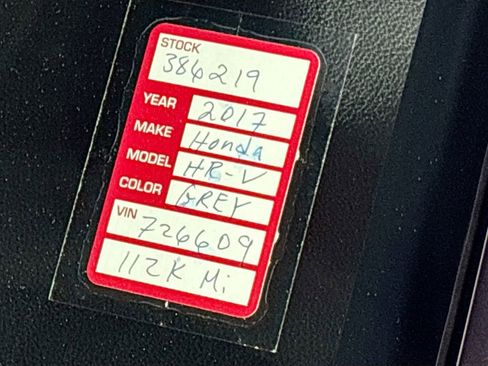 STOCK
386219
YEAR 2017
MAKE Honda
MODEL HR-V
COLOR GREY
VIN 726609
112K Mi